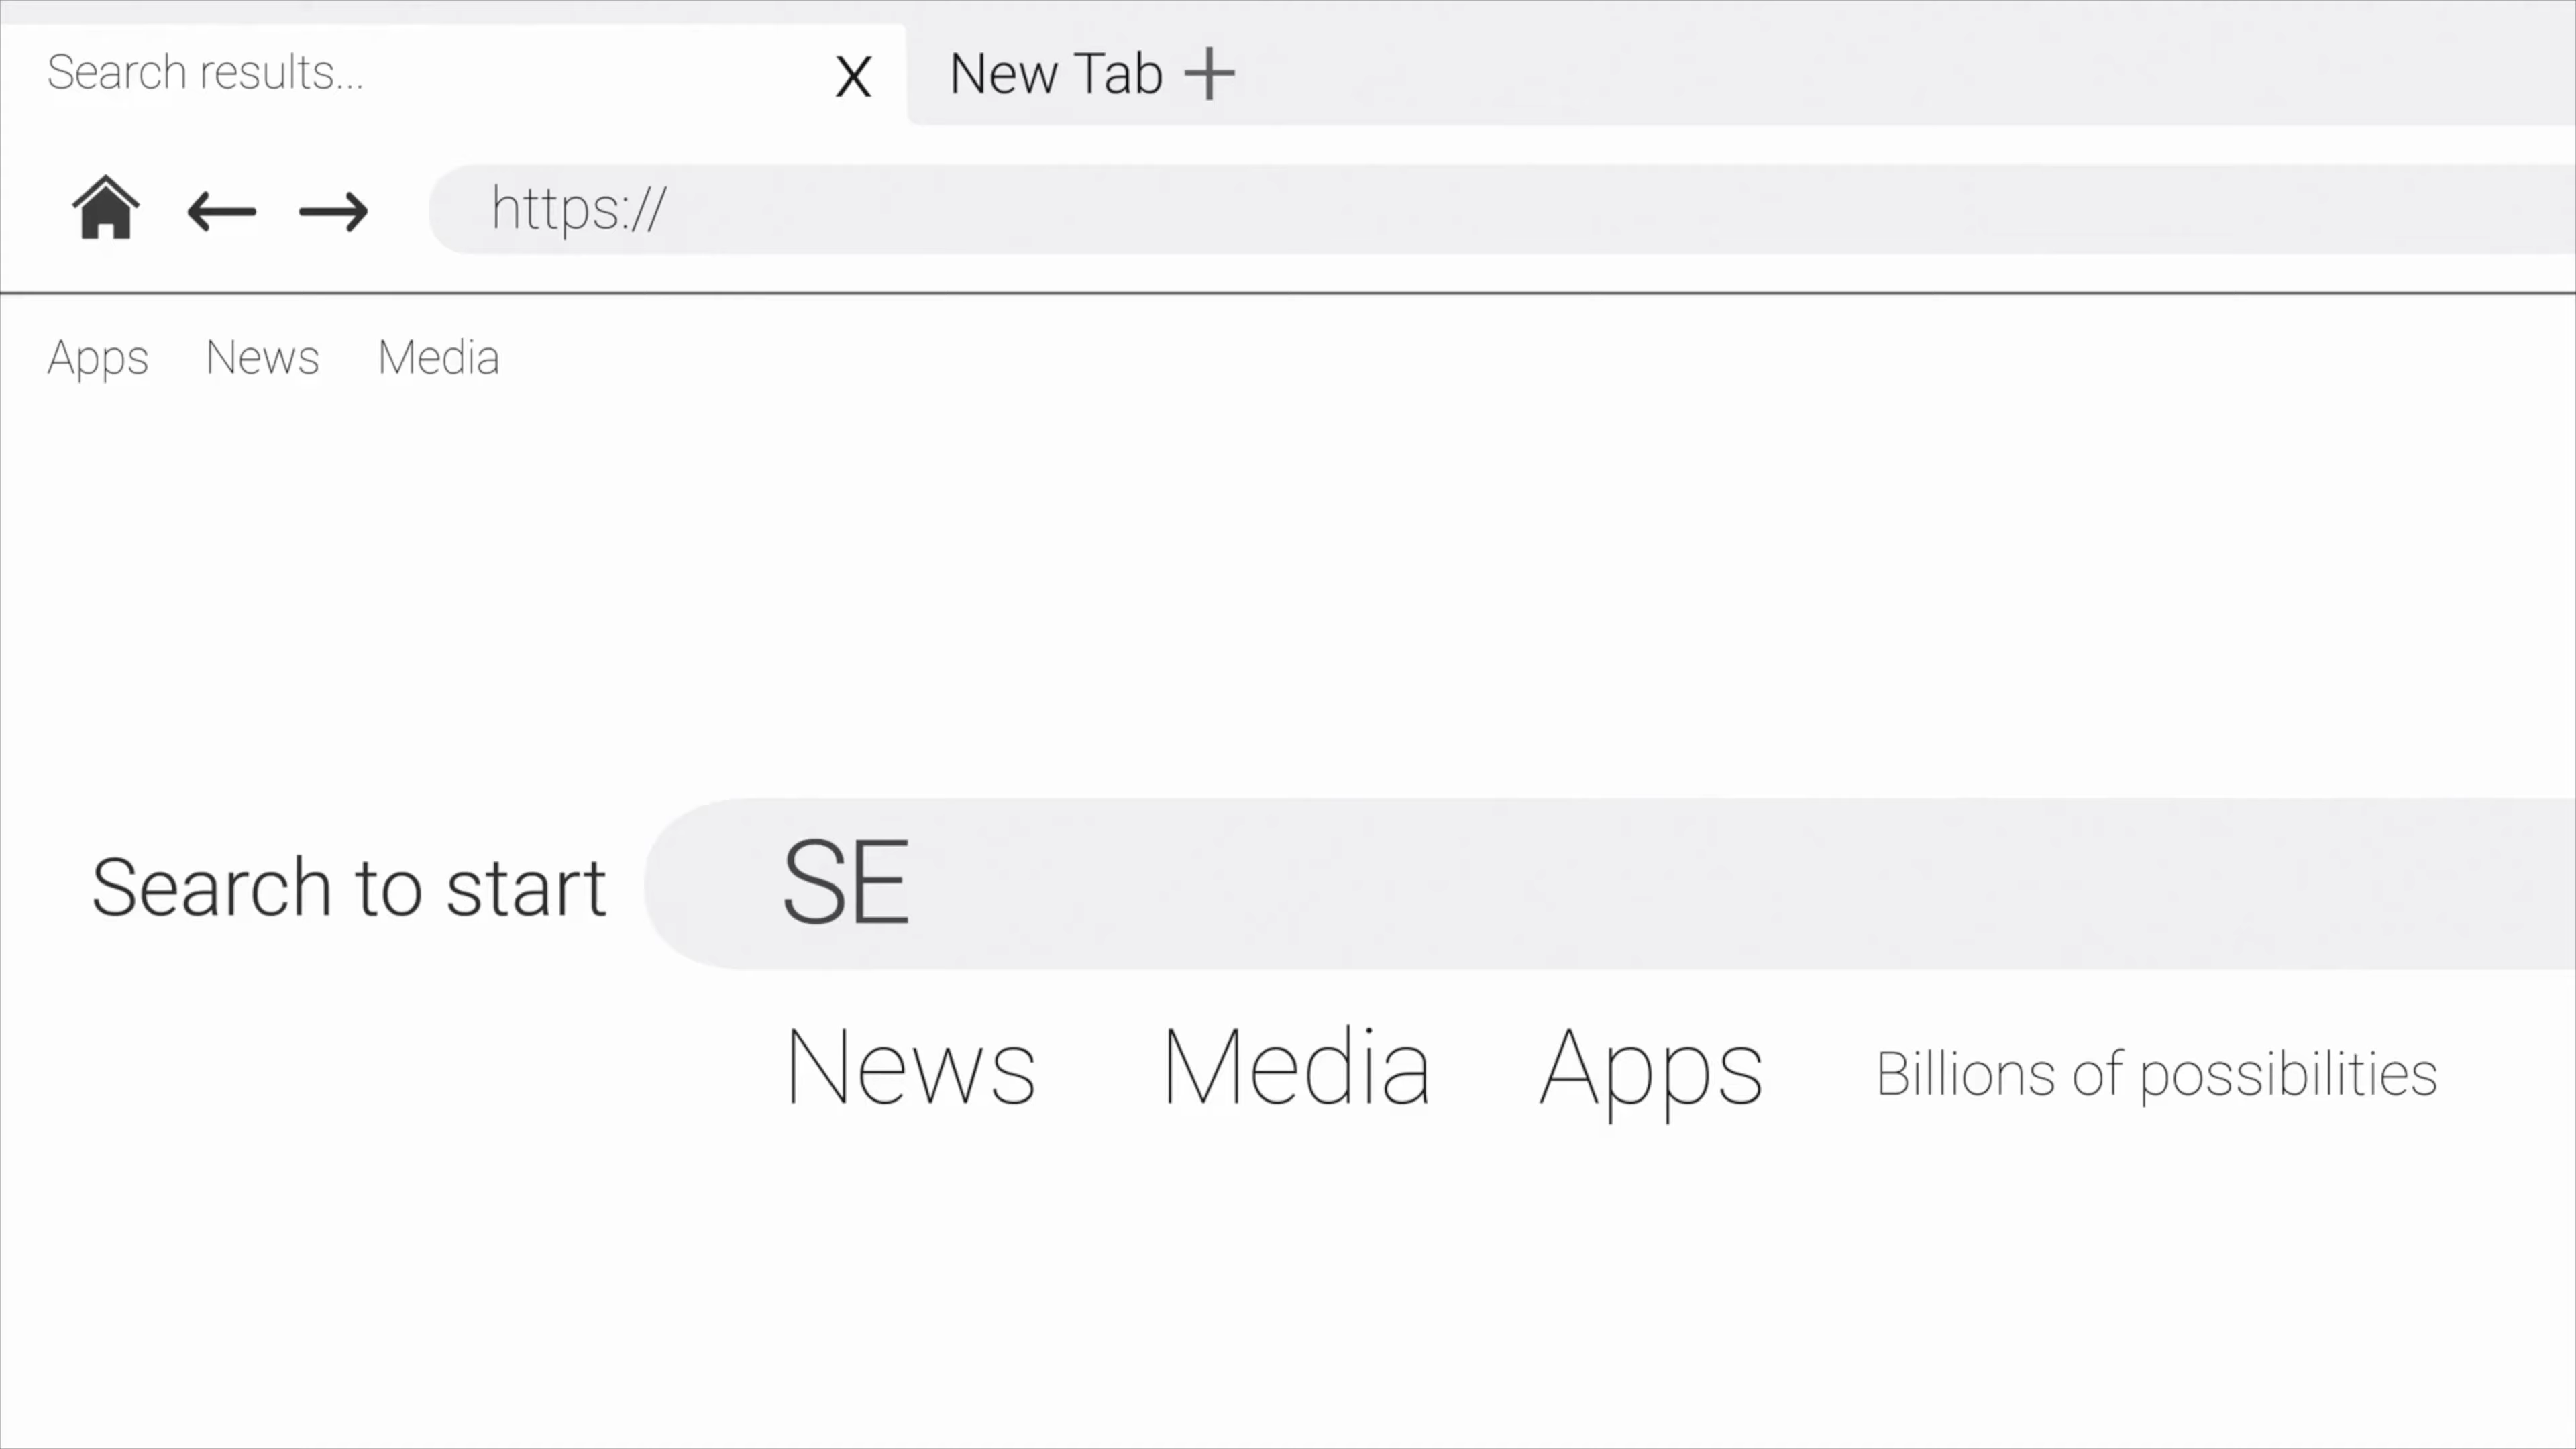 Search results... X New Tab +
https://
Apps News Media
Search to start SE
News Media Apps Billions of possibilities